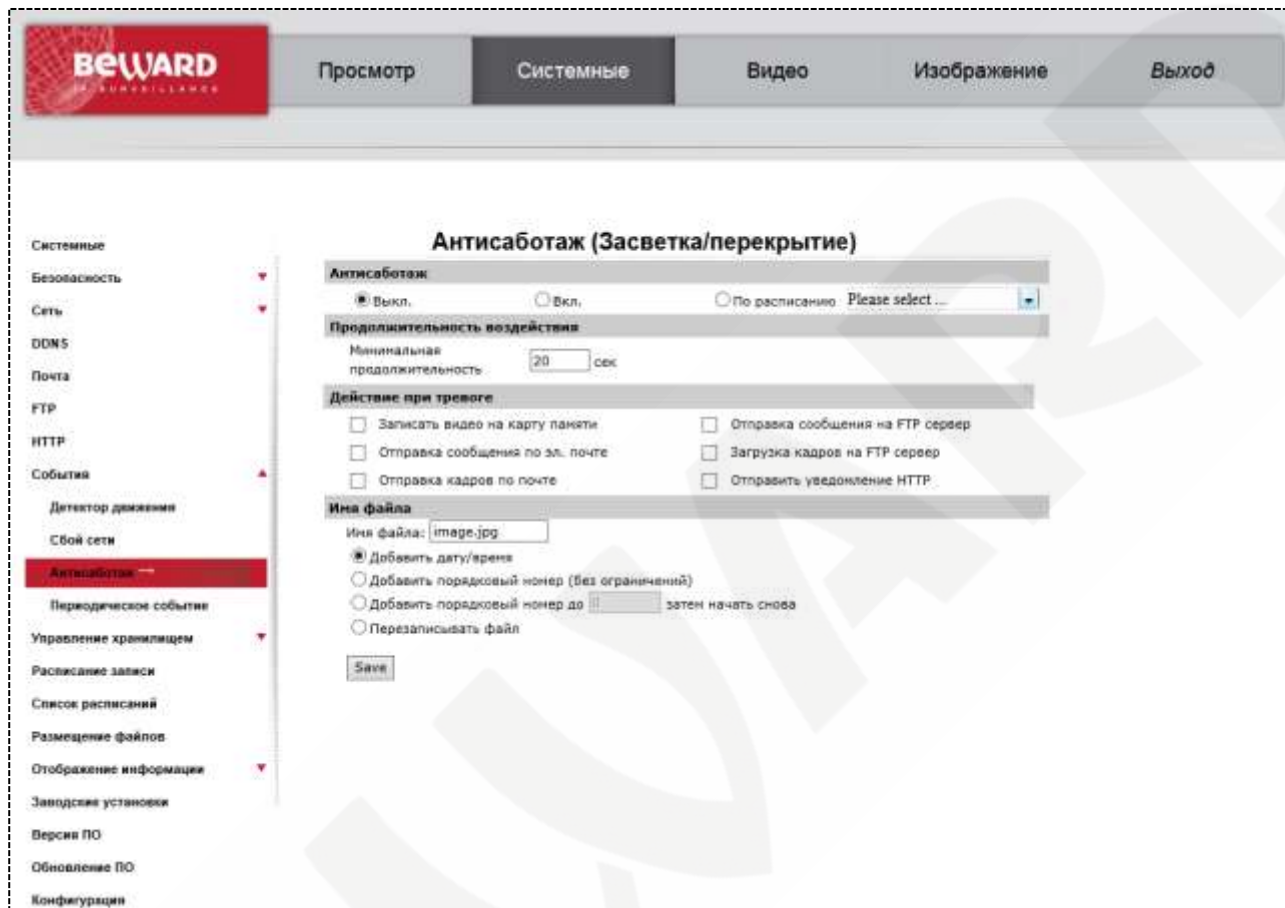 BEWARD
IP SURVEILLANCE
Просмотр
Системные
Видео
Изображение
Выход
Системные
Безопасность
Сеть
DDNS
Почта
FTP
HTTP
События
Детектор движения
Сбой сети
Антисаботаж
Периодическое событие
Управление хранилищем
Расписание записи
Список расписаний
Размещение файлов
Отображение информации
Заводские установки
Версия ПО
Обновление ПО
Конфигурация
Антисаботаж (Засветка/перекрытие)
Антисаботаж
Выкл. Вкл. По расписанию Please select ...
Продолжительность воздействия
Минимальная
продолжительность 20 сек
Действие при тревоге
Записать видео на карту памяти Отправка сообщения на FTP сервер
Отправка сообщения по эл. почте Загрузка кадров на FTP сервер
Отправка кадров по почте Отправить уведомление HTTP
Имя файла
Имя файла: image.jpg
Добавить дату/время
Добавить порядковый номер (без ограничений)
Добавить порядковый номер до 0 затем начать снова
Перезаписывать файл
Save